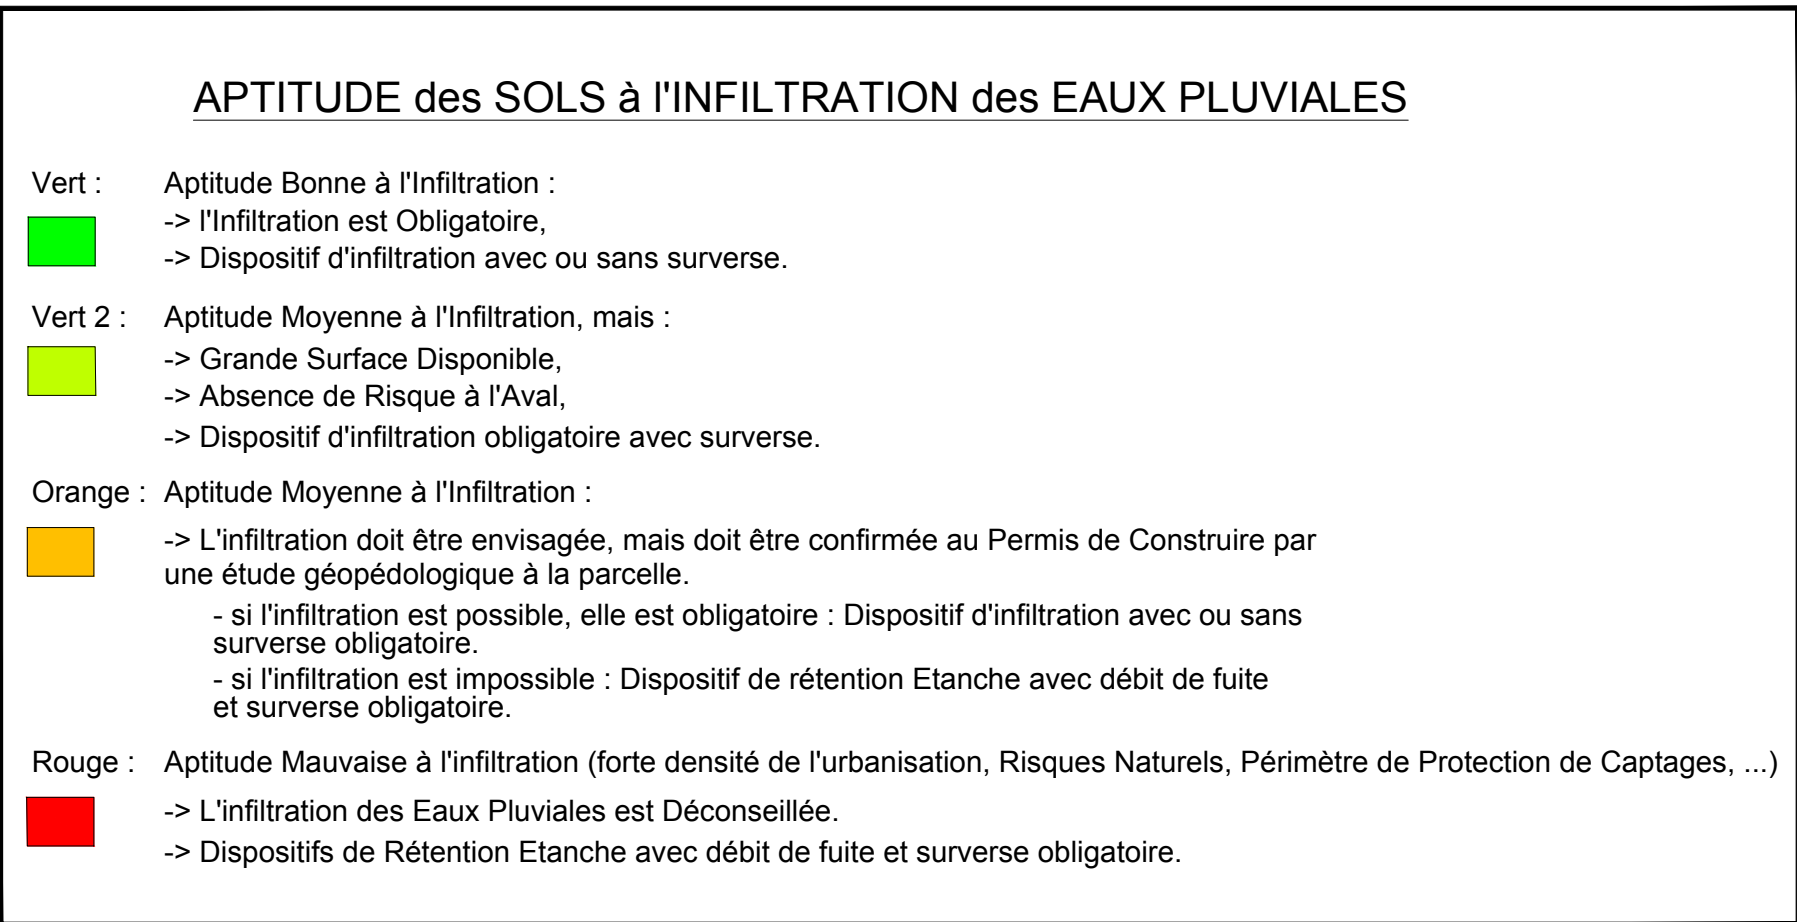 APTITUDE des SOLS à l'INFILTRATION des EAUX PLUVIALES
Vert : Aptitude Bonne à l'Infiltration :
-> l'Infiltration est Obligatoire,
-> Dispositif d'infiltration avec ou sans surverse.
Vert 2 : Aptitude Moyenne à l'Infiltration, mais :
-> Grande Surface Disponible,
-> Absence de Risque à l'Aval,
-> Dispositif d'infiltration obligatoire avec surverse.
Orange : Aptitude Moyenne à l'Infiltration :
-> L'infiltration doit être envisagée, mais doit être confirmée au Permis de Construire par
une étude géopédologique à la parcelle.
- si l'infiltration est possible, elle est obligatoire : Dispositif d'infiltration avec ou sans
surverse obligatoire.
- si l'infiltration est impossible : Dispositif de rétention Etanche avec débit de fuite
et surverse obligatoire.
Rouge : Aptitude Mauvaise à l'infiltration (forte densité de l'urbanisation, Risques Naturels, Périmètre de Protection de Captages, ...)
-> L'infiltration des Eaux Pluviales est Déconseillée.
-> Dispositifs de Rétention Etanche avec débit de fuite et surverse obligatoire.